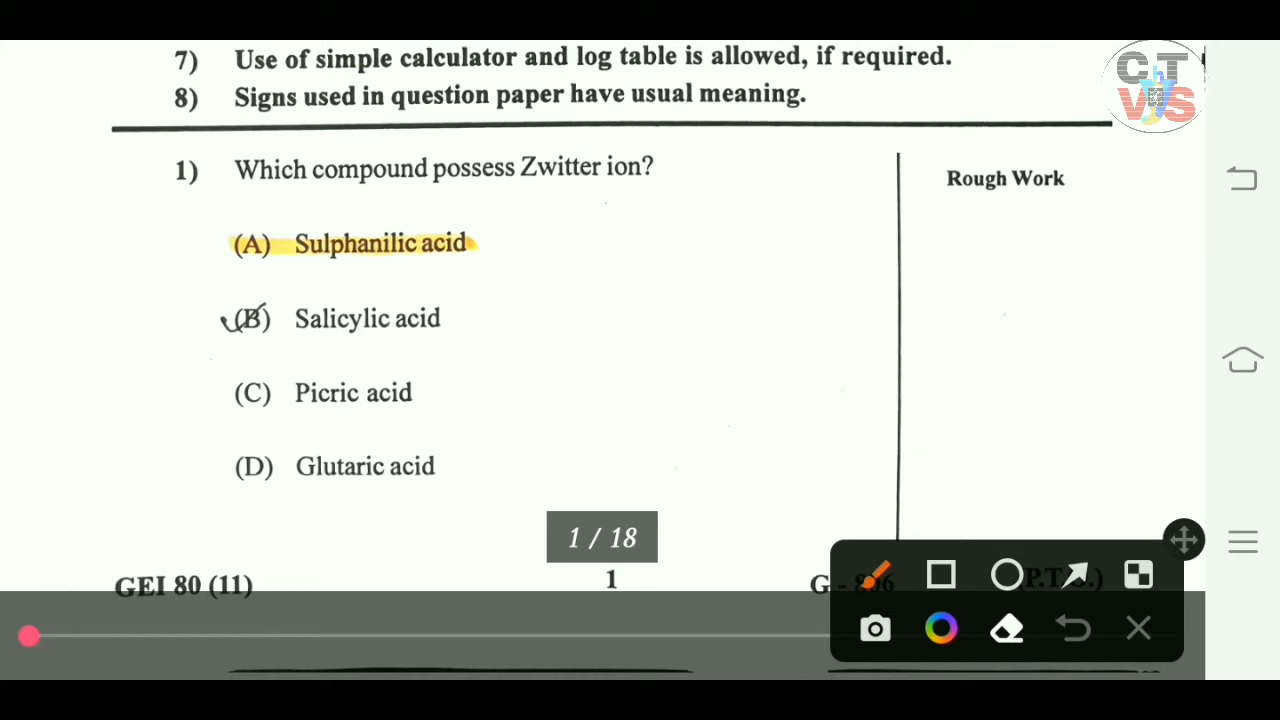 7) Use of simple calculator and log table is allowed, if required.
8) Signs used in question paper have usual meaning.
1) Which compound possess Zwitter ion?
Rough Work
(A) Sulphanilic acid
(B) Salicylic acid
(C) Picric acid
(D) Glutaric acid
1 / 18
GEI 80 (11)
1